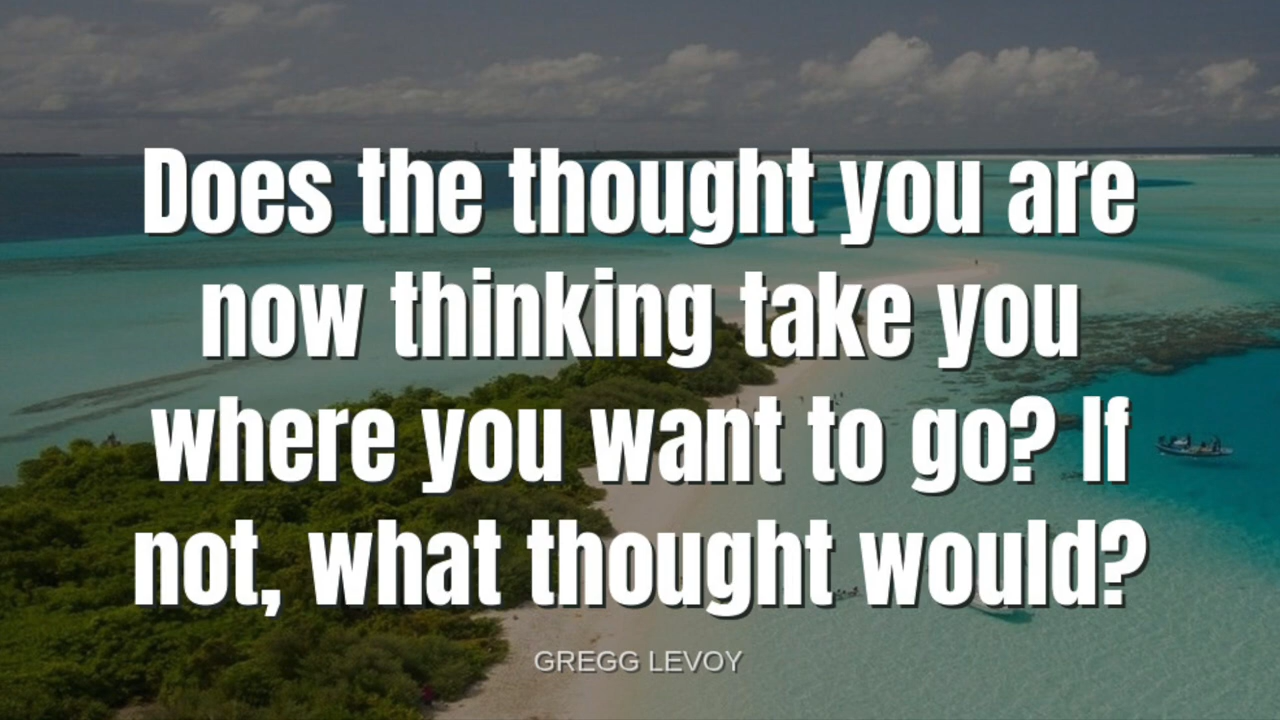 Does the thought you are
now thinking take you
where you want to go? If
not, what thought would?
GREGG LEVOY